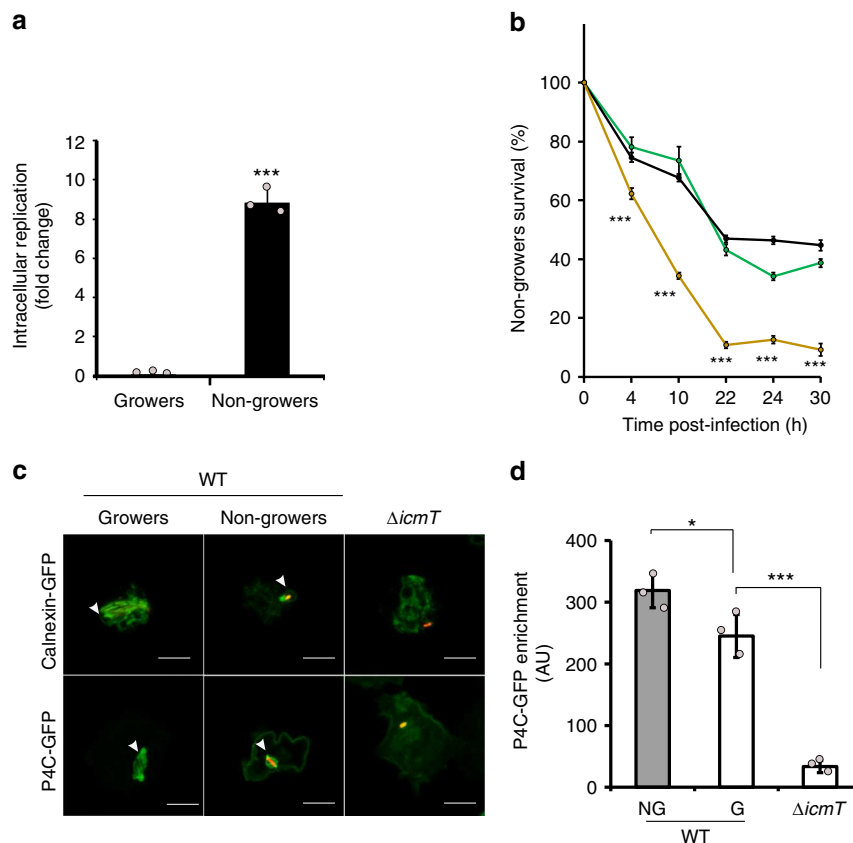 a
Intracellular replication
(fold change)
12
10
8
6
4
2
0
***
Growers
Non-growers
b
Non-growers survival (%)
100
80
60
40
20
0
***
***
***
***
***
0
4
10
22
24
30
Time post-infection (h)
c
WT
Growers
Non-growers
ΔicmT
Calnexin-GFP
P4C-GFP
d
P4C-GFP enrichment
(AU)
400
300
200
100
0
*
***
NG
G
ΔicmT
WT